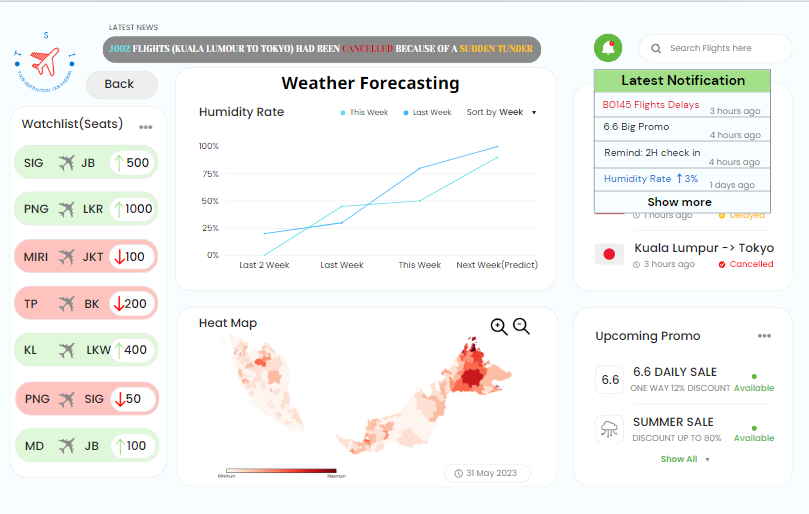 LATEST NEWS
JOOZ FLIGHTS (KUALA LUMOUR TO TOKYO) HAD BEEN CANCELLED BECAUSE OF A SUDDEN TUNDER
S
Search Flights here
Back
Watchlist(Seats)
SIG JB 500
PNG LKR 1000
MIRI JKT 100
TP BK 200
KL LKW 400
PNG SIG 50
MD JB 100
Weather Forecasting
Humidity Rate
This Week
Last Week
Sort by Week
100%
75%
50%
25%
0%
Last 2 Week
Last Week
This Week
Next Week(Predict)
Heat Map
Minimum
Maximum
31 May 2023
Latest Notification
BO145 Flights Delays
3 hours ago
6.6 Big Promo
4 hours ago
Remind: 2H check in
4 hours ago
Humidity Rate ↑3%
1 days ago
Show more
1 hours ago
Delayed
Kuala Lumpur -> Tokyo
3 hours ago
Cancelled
Upcoming Promo
6.6
6.6 DAILY SALE
ONE WAY 12% DISCOUNT
Available
SUMMER SALE
DISCOUNT UP TO 80%
Available
Show All